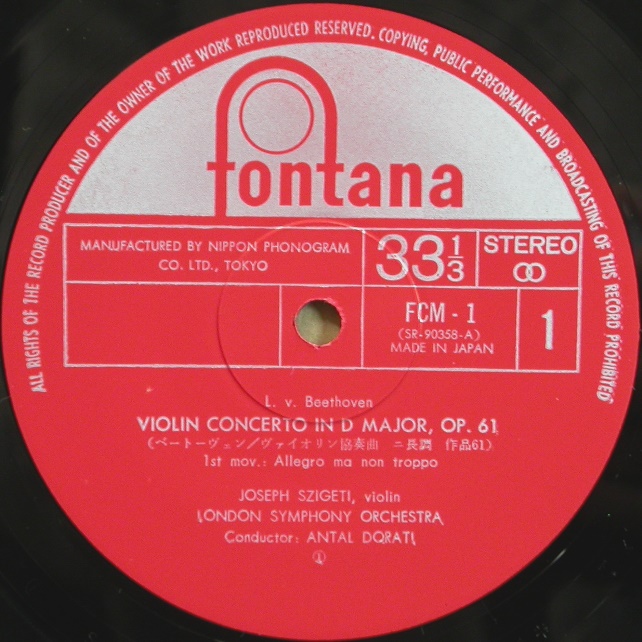 ALL RIGHTS OF THE RECORD PRODUCER AND OF THE OWNER OF THE WORK REPRODUCED RESERVED. COPYING, PUBLIC PERFORMANCE AND BROADCASTING OF THIS RECORD PROHIBITED
fontana
MANUFACTURED BY NIPPON PHONOGRAM
CO. LTD., TOKYO
33 1/3
STEREO
FCM - 1
(SR-90358-A)
MADE IN JAPAN
1
L. v. Beethoven
VIOLIN CONCERTO IN D MAJOR, OP. 61
(ベートーヴェン/ヴァイオリン協奏曲 ニ長調 作品61)
1st mov.: Allegro ma non troppo
JOSEPH SZIGETI, violin
LONDON SYMPHONY ORCHESTRA
Conductor: ANTAL DORATI
①